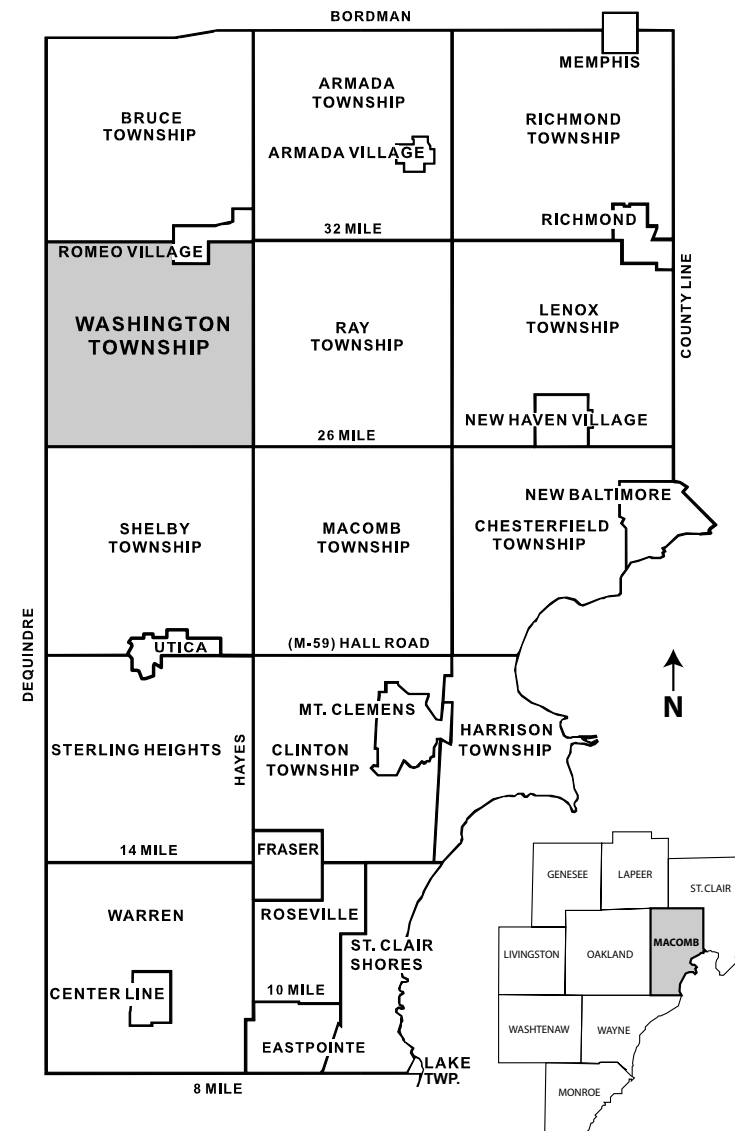 BORDMAN
MEMPHIS
ARMADA
TOWNSHIP
BRUCE
TOWNSHIP
RICHMOND
TOWNSHIP
ARMADA VILLAGE
RICHMOND
32 MILE
ROMEO VILLAGE
COUNTY LINE
WASHINGTON
TOWNSHIP
RAY
TOWNSHIP
LENOX
TOWNSHIP
NEW HAVEN VILLAGE
26 MILE
NEW BALTIMORE
SHELBY
TOWNSHIP
MACOMB
TOWNSHIP
CHESTERFIELD
TOWNSHIP
DEQUINDRE
UTICA
(M-59) HALL ROAD
N
MT. CLEMENS
STERLING HEIGHTS
HAYES
CLINTON
TOWNSHIP
HARRISON
TOWNSHIP
14 MILE
FRASER
WARREN
ROSEVILLE
ST. CLAIR
SHORES
CENTER LINE
10 MILE
EASTPOINTE
LAKE
TWP.
8 MILE
GENESEE
LAPEER
ST. CLAIR
LIVINGSTON
OAKLAND
MACOMB
WASHTENAW
WAYNE
MONROE